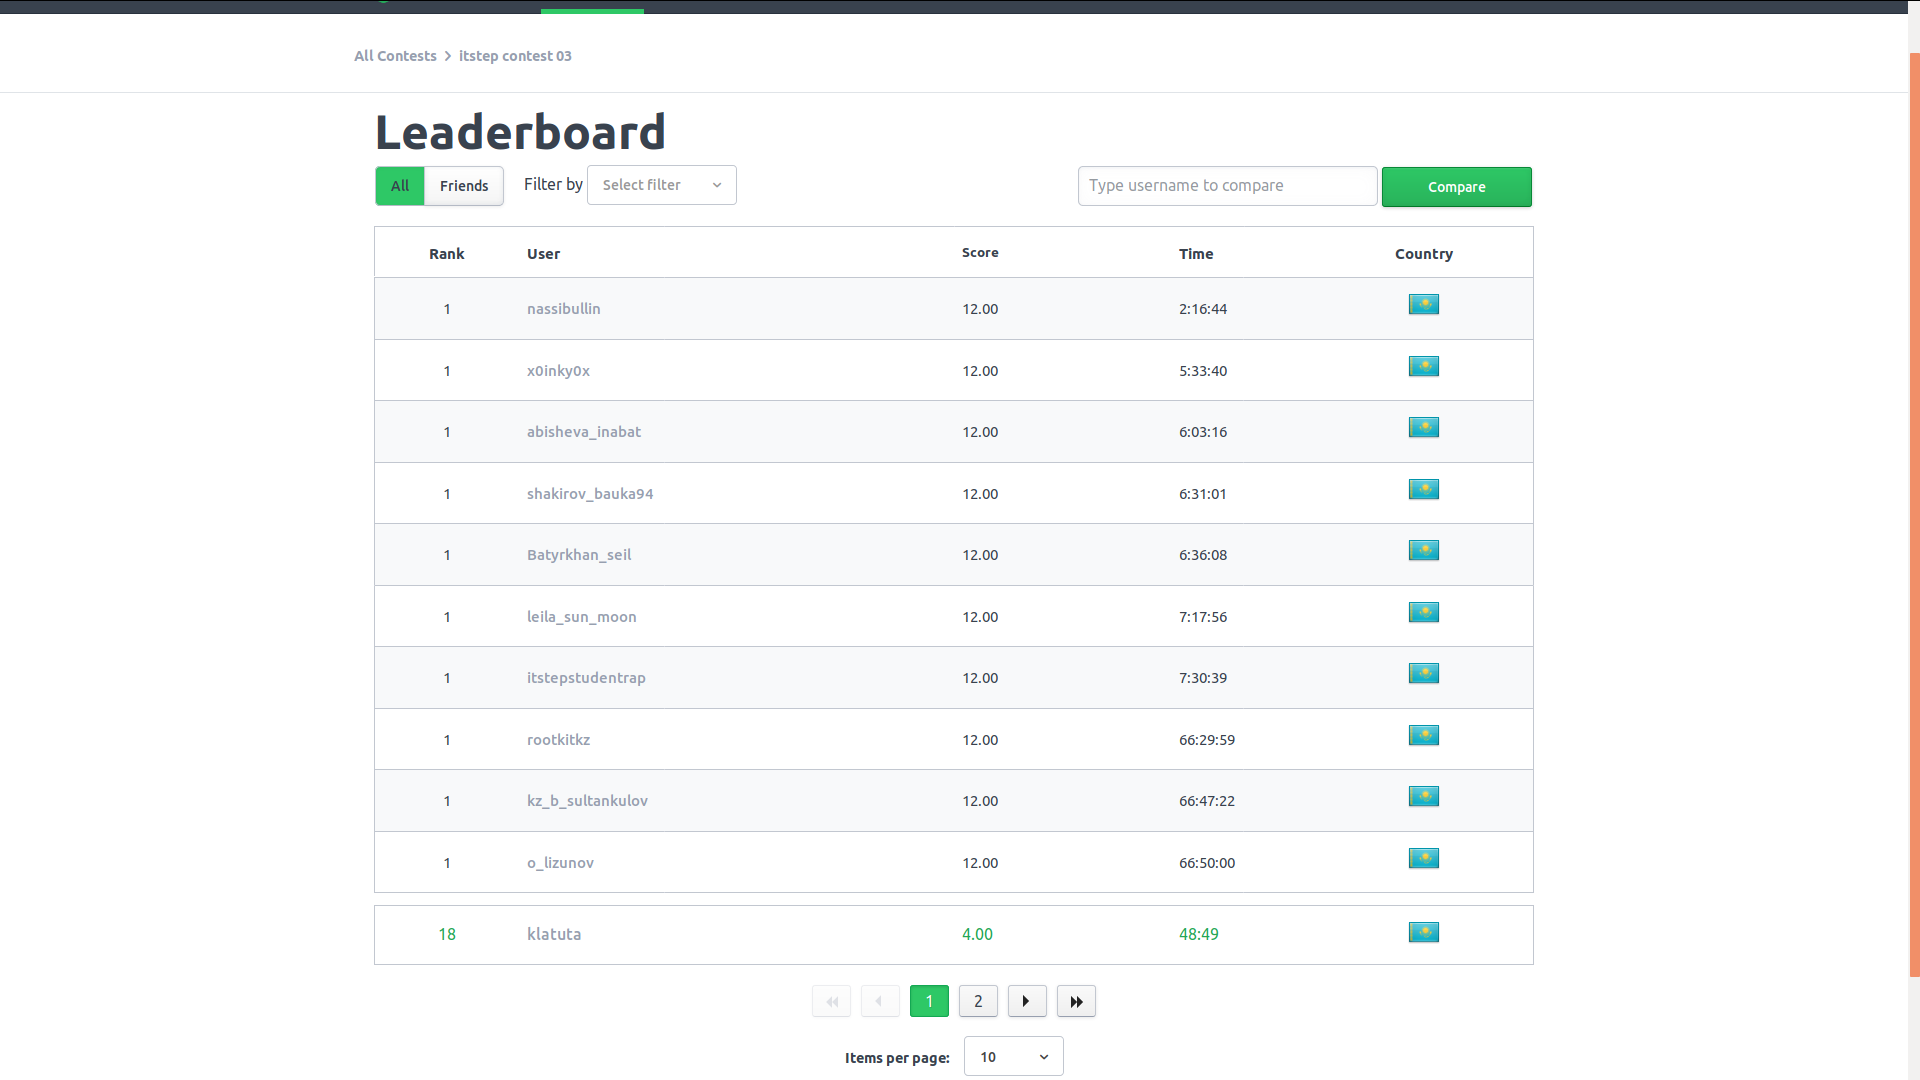 All Contests > itstep contest 03
Leaderboard
All Friends Filter by Select filter Type username to compare Compare
Rank User Score Time Country
1 nassibullin 12.00 2:16:44
1 x0inky0x 12.00 5:33:40
1 abisheva_inabat 12.00 6:03:16
1 shakirov_bauka94 12.00 6:31:01
1 Batyrkhan_seil 12.00 6:36:08
1 leila_sun_moon 12.00 7:17:56
1 itstepstudentrap 12.00 7:30:39
1 rootkitkz 12.00 66:29:59
1 kz_b_sultankulov 12.00 66:47:22
1 o_lizunov 12.00 66:50:00
18 klatuta 4.00 48:49
1 2
Items per page: 10